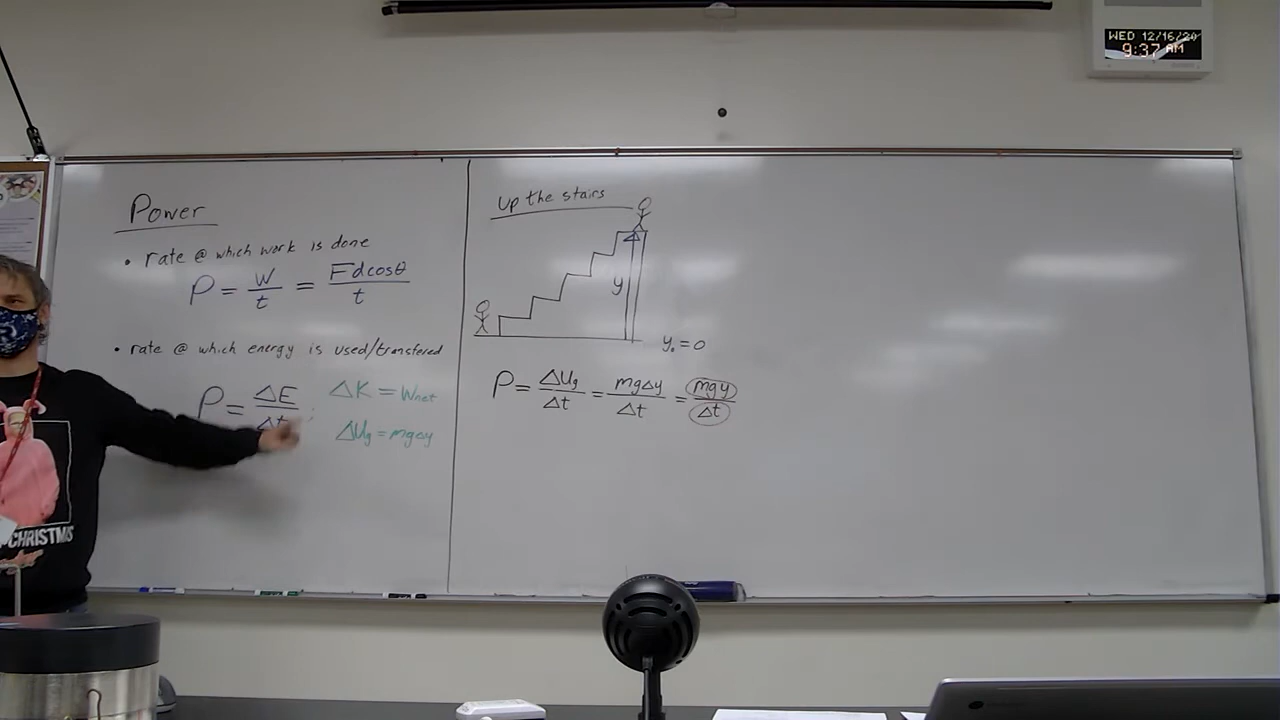 WED 12/16/20
9:37 AM
Power
• rate @ which work is done
P = W/t = Fdcosθ/t
• rate @ which energy is used/transfered
P = ΔE/Δt ;
ΔK = Wnet
ΔUg = mgΔy
up the stairs
y
y₀ = 0
P = ΔUg/Δt = mgΔy/Δt = mgy/Δt
CHRISTMAS